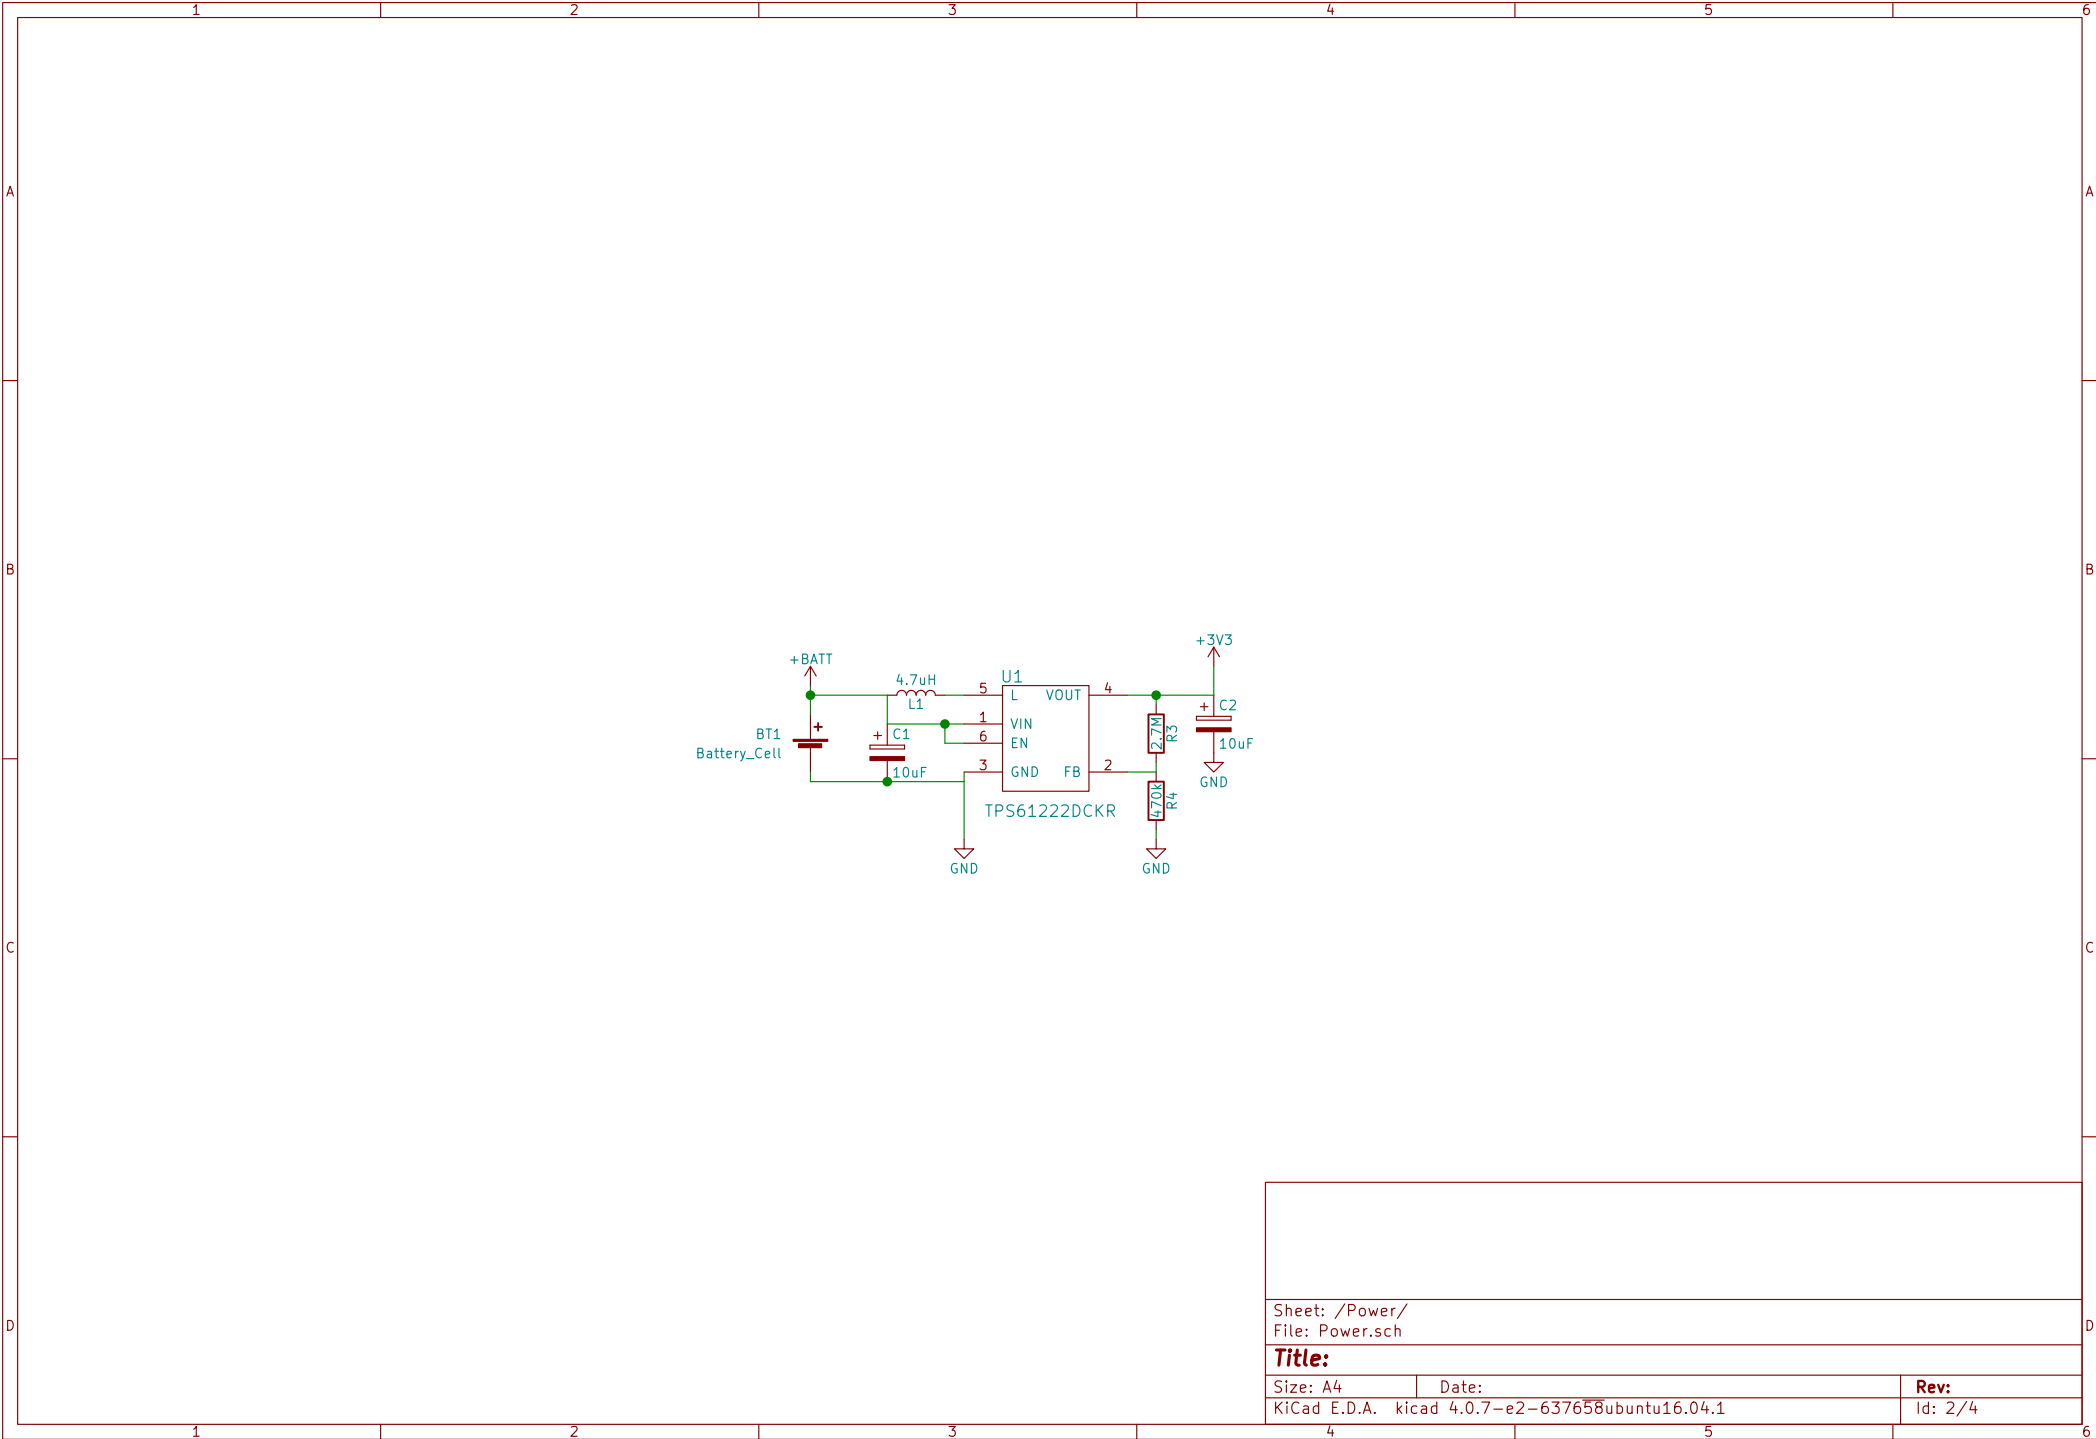 1 2 3 4 5 6
A A
B B
C C
D D
+3V3
+BATT
4.7uH
L1
U1
5 L VOUT 4
1 VIN
6 EN
3 GND FB 2
TPS61222DCKR
BT1
Battery_Cell
+ C1
10uF
2.7M R3
470k R4
+ C2
10uF
GND
GND
GND
Sheet: /Power/
File: Power.sch
Title:
Size: A4 Date: Rev:
KiCad E.D.A. kicad 4.0.7-e2-637658ubuntu16.04.1 Id: 2/4
1 2 3 4 5 6